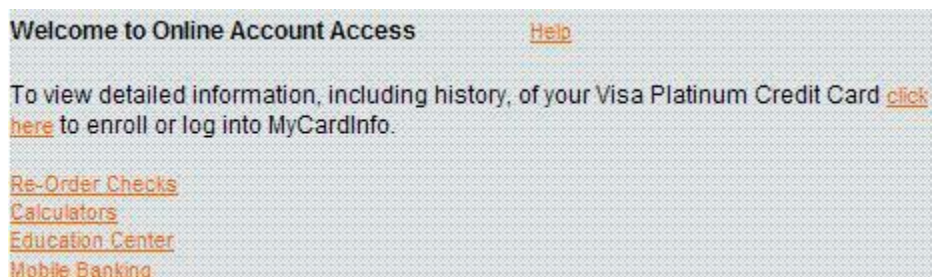 Welcome to Online Account Access Help
To view detailed information, including history, of your Visa Platinum Credit Card click
here to enroll or log into MyCardInfo.
Re-Order Checks
Calculators
Education Center
Mobile Banking